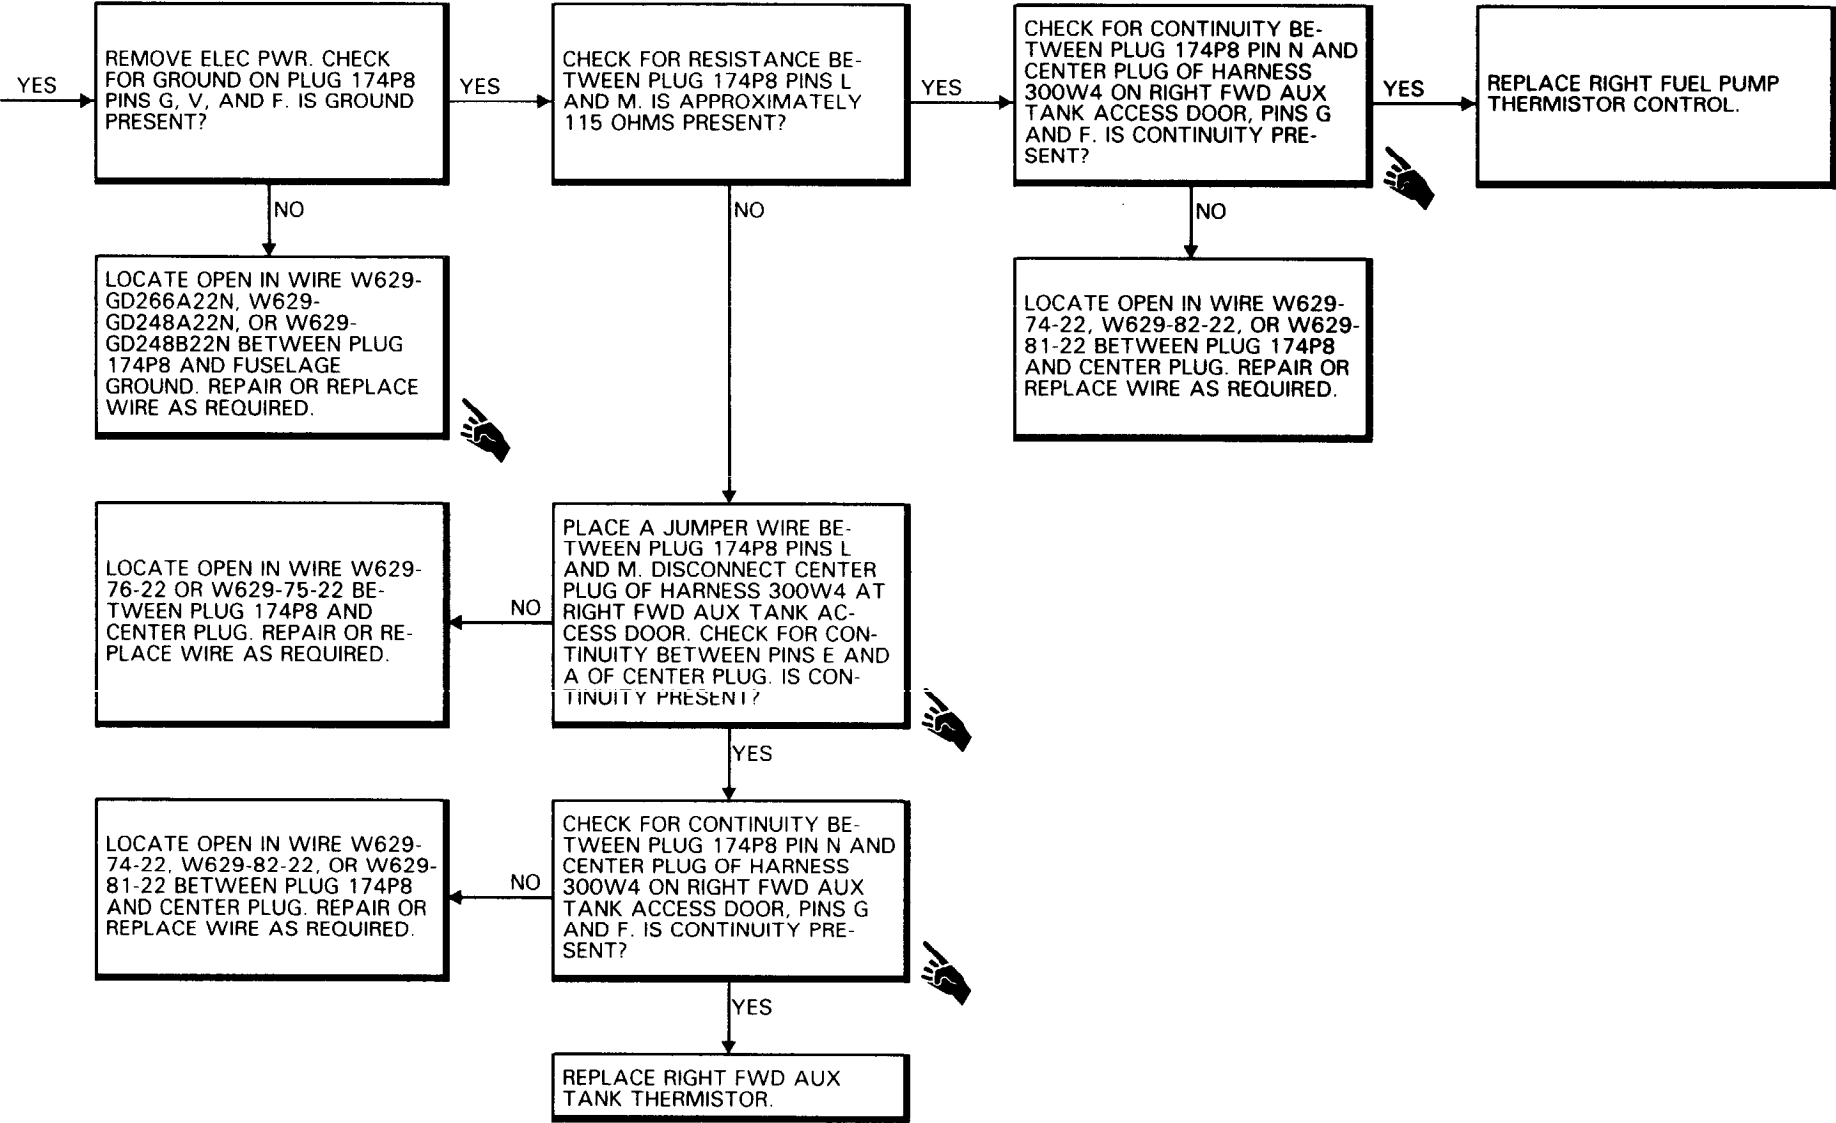 YES
REMOVE ELEC PWR. CHECK
FOR GROUND ON PLUG 174P8
PINS G, V, AND F. IS GROUND
PRESENT?
YES
CHECK FOR RESISTANCE BE-
TWEEN PLUG 174P8 PINS L
AND M. IS APPROXIMATELY
115 OHMS PRESENT?
YES
CHECK FOR CONTINUITY BE-
TWEEN PLUG 174P8 PIN N AND
CENTER PLUG OF HARNESS
300W4 ON RIGHT FWD AUX
TANK ACCESS DOOR, PINS G
AND F. IS CONTINUITY PRE-
SENT?
YES
REPLACE RIGHT FUEL PUMP
THERMISTOR CONTROL.
NO
NO
NO
LOCATE OPEN IN WIRE W629-
GD266A22N, W629-
GD248A22N, OR W629-
GD248B22N BETWEEN PLUG
174P8 AND FUSELAGE
GROUND. REPAIR OR REPLACE
WIRE AS REQUIRED.
LOCATE OPEN IN WIRE W629-
74-22, W629-82-22, OR W629-
81-22 BETWEEN PLUG 174P8
AND CENTER PLUG. REPAIR OR
REPLACE WIRE AS REQUIRED.
LOCATE OPEN IN WIRE W629-
76-22 OR W629-75-22 BE-
TWEEN PLUG 174P8 AND
CENTER PLUG. REPAIR OR RE-
PLACE WIRE AS REQUIRED.
NO
PLACE A JUMPER WIRE BE-
TWEEN PLUG 174P8 PINS L
AND M. DISCONNECT CENTER
PLUG OF HARNESS 300W4 AT
RIGHT FWD AUX TANK AC-
CESS DOOR. CHECK FOR CON-
TINUITY BETWEEN PINS E AND
A OF CENTER PLUG. IS CON-
TINUITY PRESENT?
YES
LOCATE OPEN IN WIRE W629-
74-22, W629-82-22, OR W629-
81-22 BETWEEN PLUG 174P8
AND CENTER PLUG. REPAIR OR
REPLACE WIRE AS REQUIRED.
NO
CHECK FOR CONTINUITY BE-
TWEEN PLUG 174P8 PIN N AND
CENTER PLUG OF HARNESS
300W4 ON RIGHT FWD AUX
TANK ACCESS DOOR, PINS G
AND F. IS CONTINUITY PRE-
SENT?
YES
REPLACE RIGHT FWD AUX
TANK THERMISTOR.